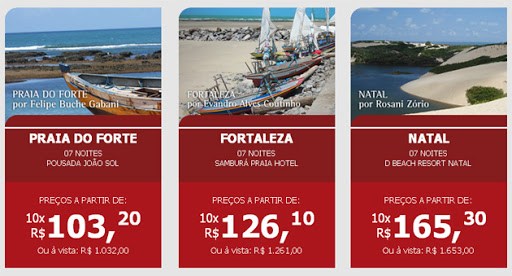 PRAIA DO FORTE
por Felipe Buche Gabani
PRAIA DO FORTE
07 NOITES
POUSADA JOÃO SOL
PREÇOS A PARTIR DE:
10x R$ 103,20
Ou á vista: R$ 1.032,00
FORTALEZA
por Evandro Alves Coutinho
FORTALEZA
07 NOITES
SAMBURÁ PRAIA HOTEL
PREÇOS A PARTIR DE:
10x R$ 126,10
Ou á vista: R$ 1.261,00
NATAL
por Rosani Zório
NATAL
07 NOITES
D BEACH RESORT NATAL
PREÇOS A PARTIR DE:
10x R$ 165,30
Ou á vista: R$ 1.653,00